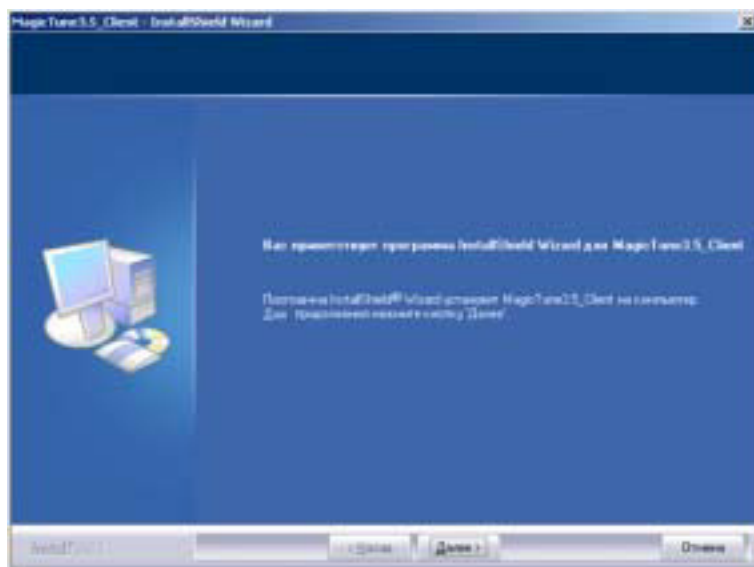 MagicTune3.5_Client - InstallShield Wizard
Вас приветствует программа InstallShield Wizard для MagicTune3.5_Client
Программа InstallShield® Wizard установит MagicTune3.5_Client на компьютер.
Для продолжения нажмите кнопку 'Далее'.
InstallShield
< Назад
Далее >
Отмена